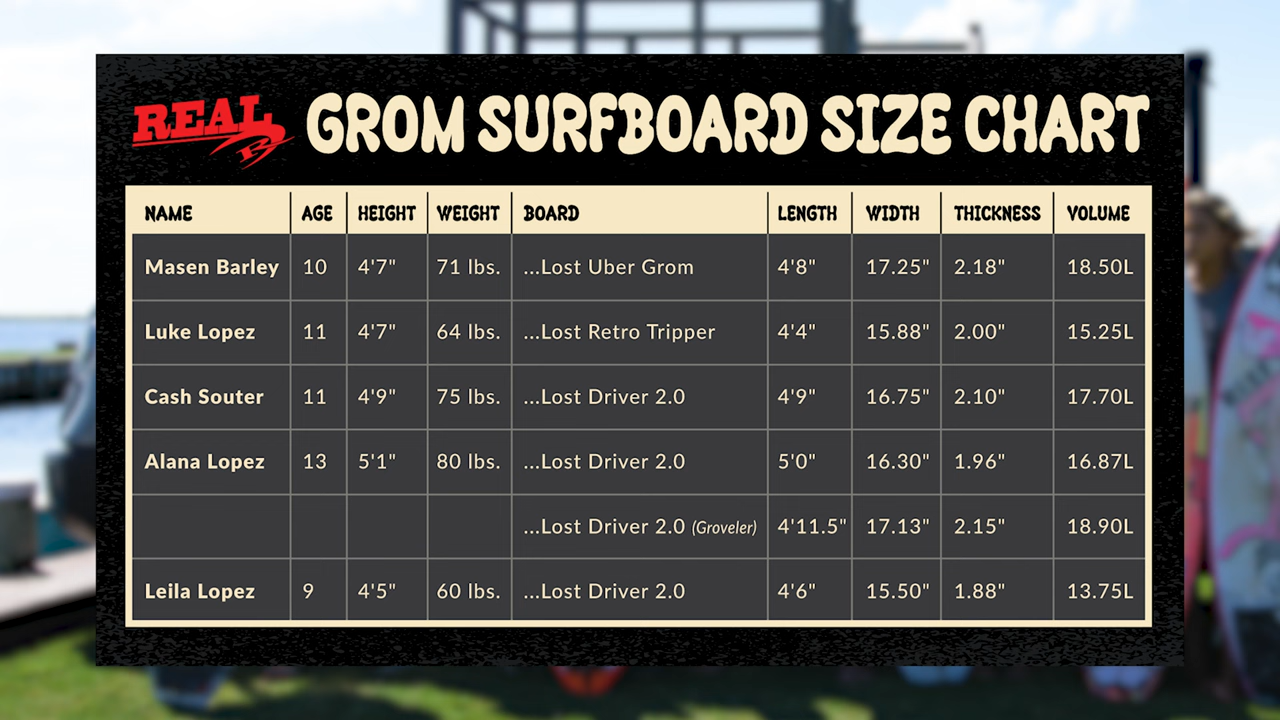 REAL GROM SURFBOARD SIZE CHART
NAME AGE HEIGHT WEIGHT BOARD LENGTH WIDTH THICKNESS VOLUME
Masen Barley 10 4'7" 71 lbs. ...Lost Uber Grom 4'8" 17.25" 2.18" 18.50L
Luke Lopez 11 4'7" 64 lbs. ...Lost Retro Tripper 4'4" 15.88" 2.00" 15.25L
Cash Souter 11 4'9" 75 lbs. ...Lost Driver 2.0 4'9" 16.75" 2.10" 17.70L
Alana Lopez 13 5'1" 80 lbs. ...Lost Driver 2.0 5'0" 16.30" 1.96" 16.87L
...Lost Driver 2.0 (Groveler) 4'11.5" 17.13" 2.15" 18.90L
Leila Lopez 9 4'5" 60 lbs. ...Lost Driver 2.0 4'6" 15.50" 1.88" 13.75L